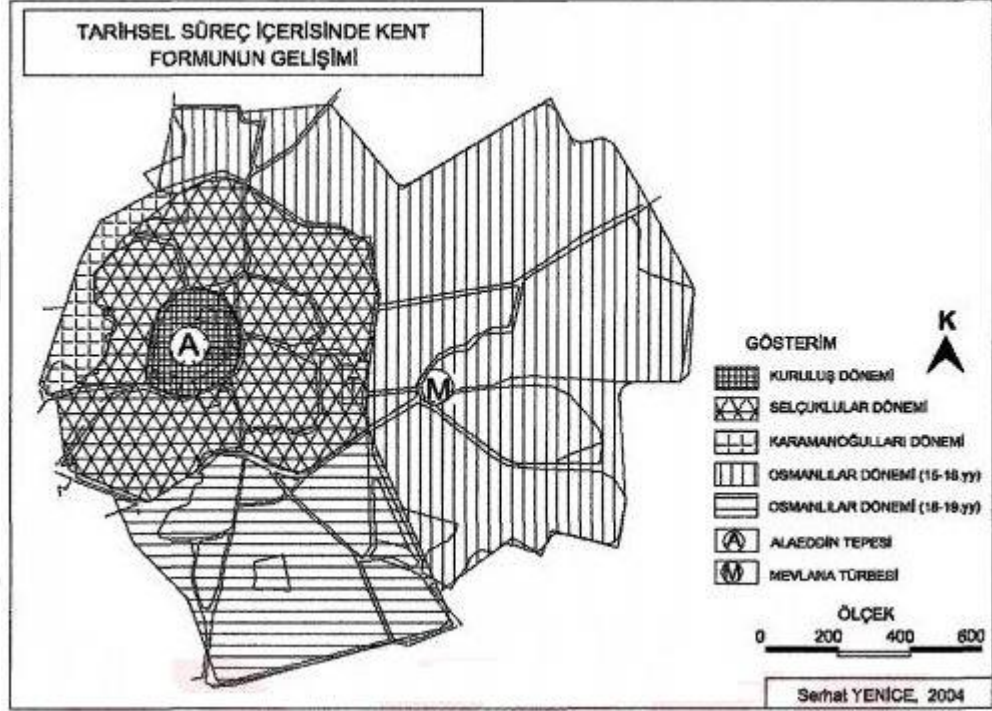 TARİHSEL SÜREÇ İÇERİSİNDE KENT
FORMUNUN GELİŞİMİ
A
M
K
GÖSTERİM
KURULUŞ DÖNEMİ
SELÇUKLULAR DÖNEMİ
KARAMANOĞULLARI DÖNEMİ
OSMANLILAR DÖNEMİ (15-18.yy)
OSMANLILAR DÖNEMİ (18-19.yy)
A ALAEDDİN TEPESİ
M MEVLANA TÜRBESİ
ÖLÇEK
0 200 400 600
Serhat YENİCE, 2004